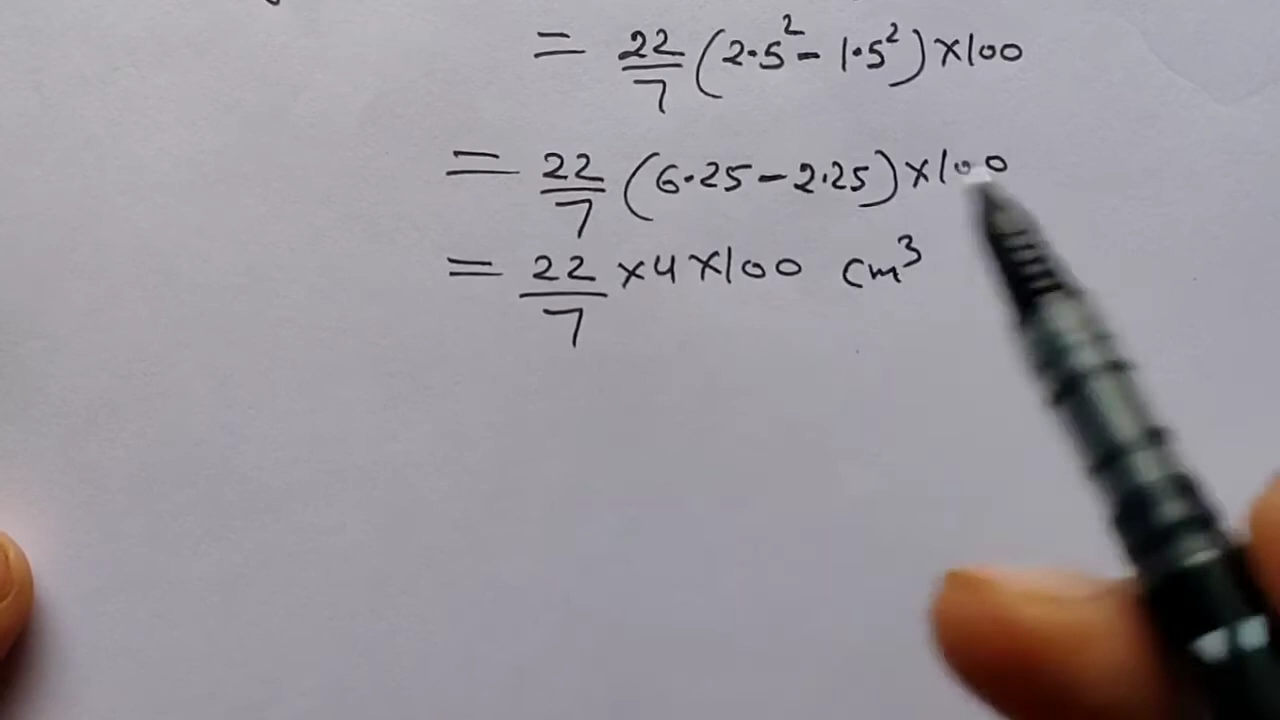 = 22/7 (2.5² - 1.5²) × 100
= 22/7 (6.25 - 2.25) × 100
= 22/7 × 4 × 100 cm³